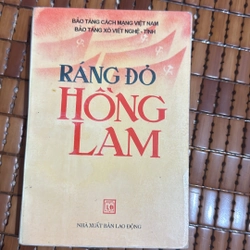 BẢO TÀNG CÁCH MẠNG VIỆT NAM
BẢO TÀNG XÔ VIẾT NGHỆ - TĨNH
RÁNG ĐỎ
HỒNG
LAM
LĐ
NHÀ XUẤT BẢN LAO ĐỘNG